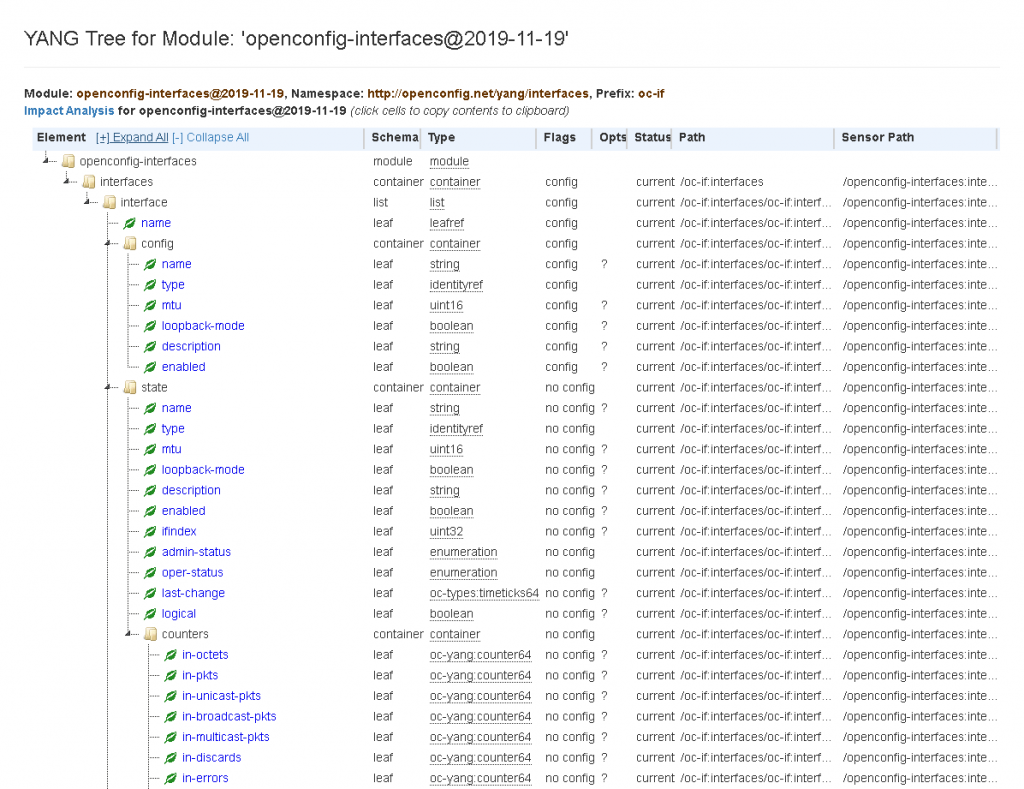 YANG Tree for Module: 'openconfig-interfaces@2019-11-19'
Module: openconfig-interfaces@2019-11-19, Namespace: http://openconfig.net/yang/interfaces, Prefix: oc-if
Impact Analysis for openconfig-interfaces@2019-11-19 (click cells to copy contents to clipboard)
Element [+] Expand All [-] Collapse All Schema Type Flags Opts Status Path Sensor Path
openconfig-interfaces module module
interfaces container container config current /oc-if:interfaces /openconfig-interfaces:inte...
interface list list config current /oc-if:interfaces/oc-if:interf... /openconfig-interfaces:inte...
name leaf leafref config current /oc-if:interfaces/oc-if:interf... /openconfig-interfaces:inte...
config container container config current /oc-if:interfaces/oc-if:interf... /openconfig-interfaces:inte...
name leaf string config ? current /oc-if:interfaces/oc-if:interf... /openconfig-interfaces:inte...
type leaf identityref config current /oc-if:interfaces/oc-if:interf... /openconfig-interfaces:inte...
mtu leaf uint16 config ? current /oc-if:interfaces/oc-if:interf... /openconfig-interfaces:inte...
loopback-mode leaf boolean config ? current /oc-if:interfaces/oc-if:interf... /openconfig-interfaces:inte...
description leaf string config ? current /oc-if:interfaces/oc-if:interf... /openconfig-interfaces:inte...
enabled leaf boolean config ? current /oc-if:interfaces/oc-if:interf... /openconfig-interfaces:inte...
state container container no config current /oc-if:interfaces/oc-if:interf... /openconfig-interfaces:inte...
name leaf string no config ? current /oc-if:interfaces/oc-if:interf... /openconfig-interfaces:inte...
type leaf identityref no config current /oc-if:interfaces/oc-if:interf... /openconfig-interfaces:inte...
mtu leaf uint16 no config ? current /oc-if:interfaces/oc-if:interf... /openconfig-interfaces:inte...
loopback-mode leaf boolean no config ? current /oc-if:interfaces/oc-if:interf... /openconfig-interfaces:inte...
description leaf string no config ? current /oc-if:interfaces/oc-if:interf... /openconfig-interfaces:inte...
enabled leaf boolean no config ? current /oc-if:interfaces/oc-if:interf... /openconfig-interfaces:inte...
ifindex leaf uint32 no config ? current /oc-if:interfaces/oc-if:interf... /openconfig-interfaces:inte...
admin-status leaf enumeration no config current /oc-if:interfaces/oc-if:interf... /openconfig-interfaces:inte...
oper-status leaf enumeration no config current /oc-if:interfaces/oc-if:interf... /openconfig-interfaces:inte...
last-change leaf oc-types:timeticks64 no config ? current /oc-if:interfaces/oc-if:interf... /openconfig-interfaces:inte...
logical leaf boolean no config ? current /oc-if:interfaces/oc-if:interf... /openconfig-interfaces:inte...
counters container container no config current /oc-if:interfaces/oc-if:interf... /openconfig-interfaces:inte...
in-octets leaf oc-yang:counter64 no config ? current /oc-if:interfaces/oc-if:interf... /openconfig-interfaces:inte...
in-pkts leaf oc-yang:counter64 no config ? current /oc-if:interfaces/oc-if:interf... /openconfig-interfaces:inte...
in-unicast-pkts leaf oc-yang:counter64 no config ? current /oc-if:interfaces/oc-if:interf... /openconfig-interfaces:inte...
in-broadcast-pkts leaf oc-yang:counter64 no config ? current /oc-if:interfaces/oc-if:interf... /openconfig-interfaces:inte...
in-multicast-pkts leaf oc-yang:counter64 no config ? current /oc-if:interfaces/oc-if:interf... /openconfig-interfaces:inte...
in-discards leaf oc-yang:counter64 no config ? current /oc-if:interfaces/oc-if:interf... /openconfig-interfaces:inte...
in-errors leaf oc-yang:counter64 no config ? current /oc-if:interfaces/oc-if:interf... /openconfig-interfaces:inte...